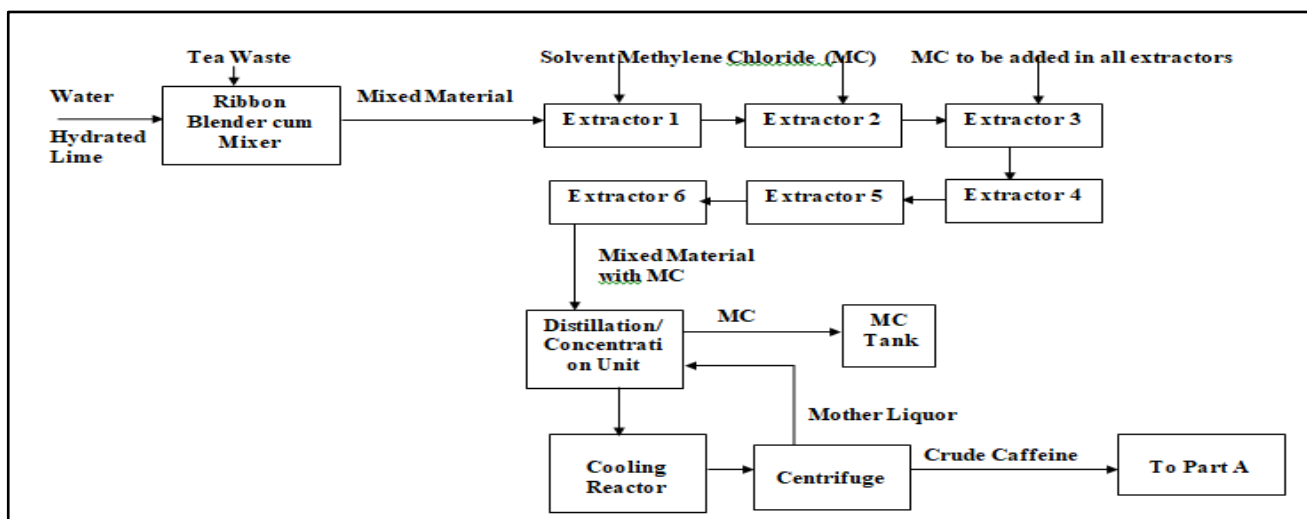 Tea Waste
Solvent Methylene Chloride (MC)
MC to be added in all extractors
Water
Hydrated
Lime
Ribbon
Blender cum
Mixer
Mixed Material
Extractor 1
Extractor 2
Extractor 3
Extractor 6
Extractor 5
Extractor 4
Mixed Material
with MC
Distillation/
Concentrati
on Unit
MC
MC
Tank
Mother Liquor
Cooling
Reactor
Centrifuge
Crude Caffeine
To Part A